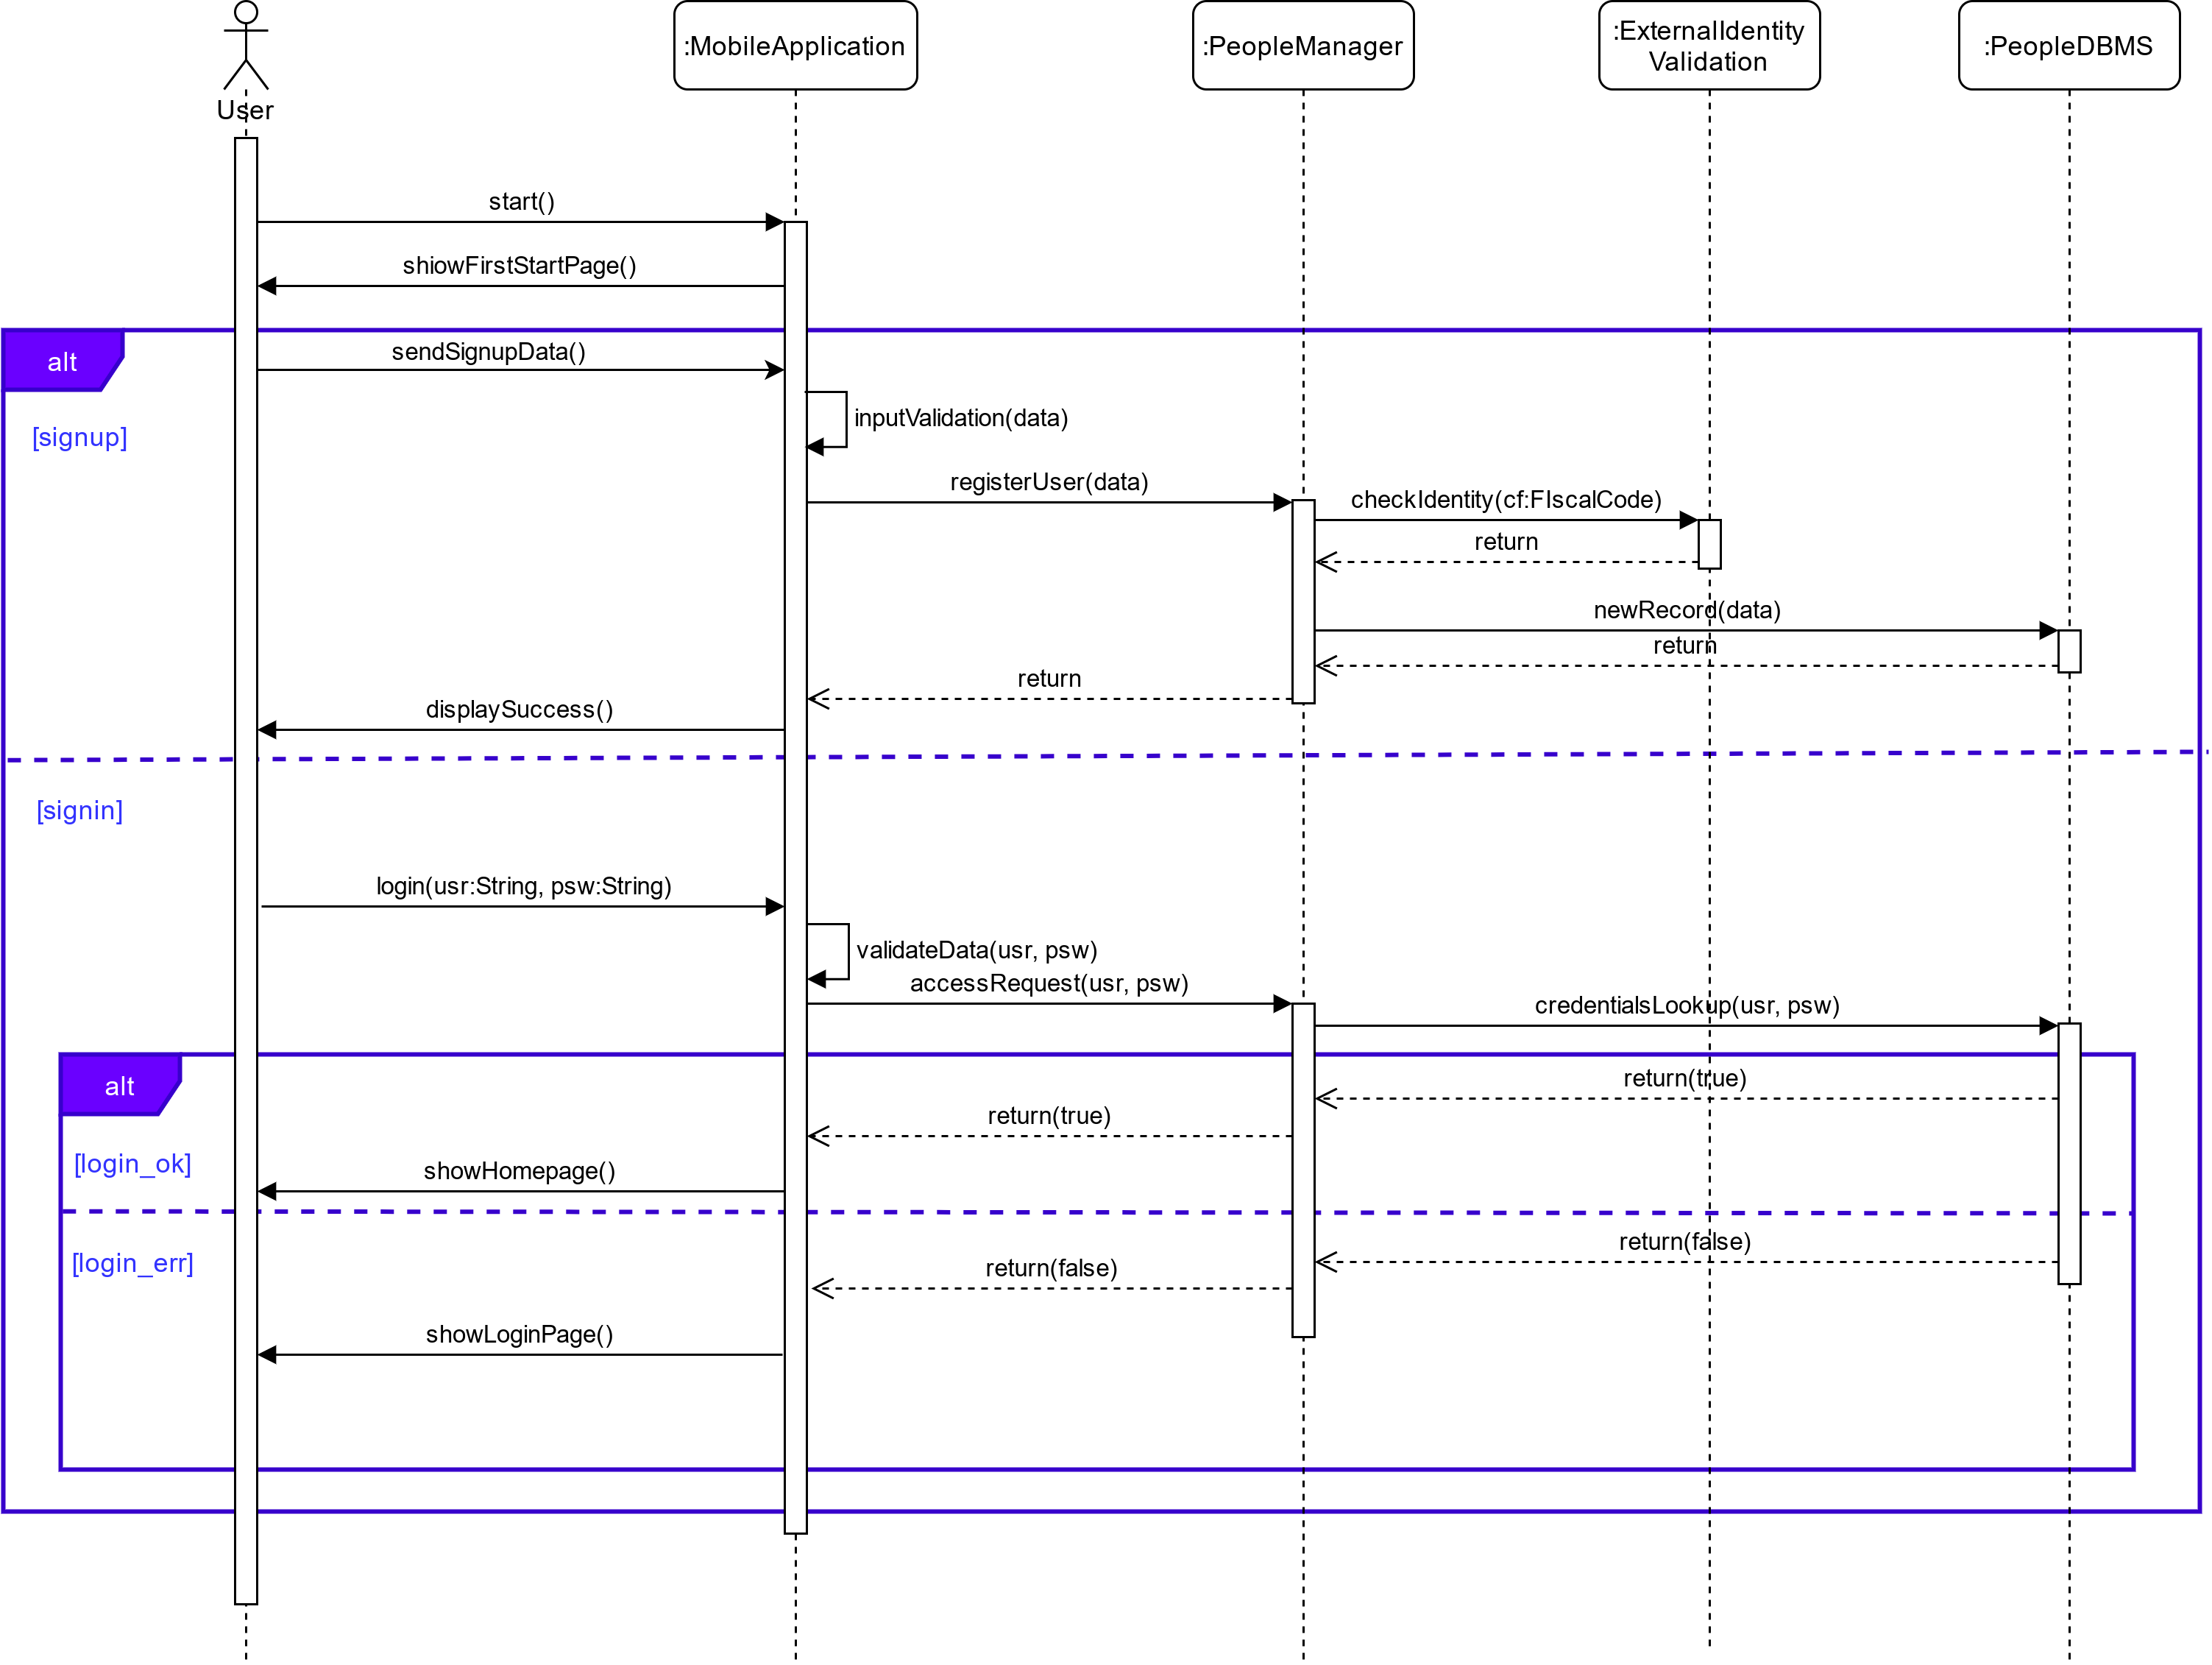 :MobileApplication
:PeopleManager
:ExternalIdentity
Validation
:PeopleDBMS
User
start()
shiowFirstStartPage()
alt
sendSignupData()
[signup]
inputValidation(data)
registerUser(data)
checkIdentity(cf:FIscalCode)
return
newRecord(data)
return
return
displaySuccess()
[signin]
login(usr:String, psw:String)
validateData(usr, psw)
accessRequest(usr, psw)
credentialsLookup(usr, psw)
alt
return(true)
return(true)
[login_ok]
showHomepage()
return(false)
[login_err]
return(false)
showLoginPage()